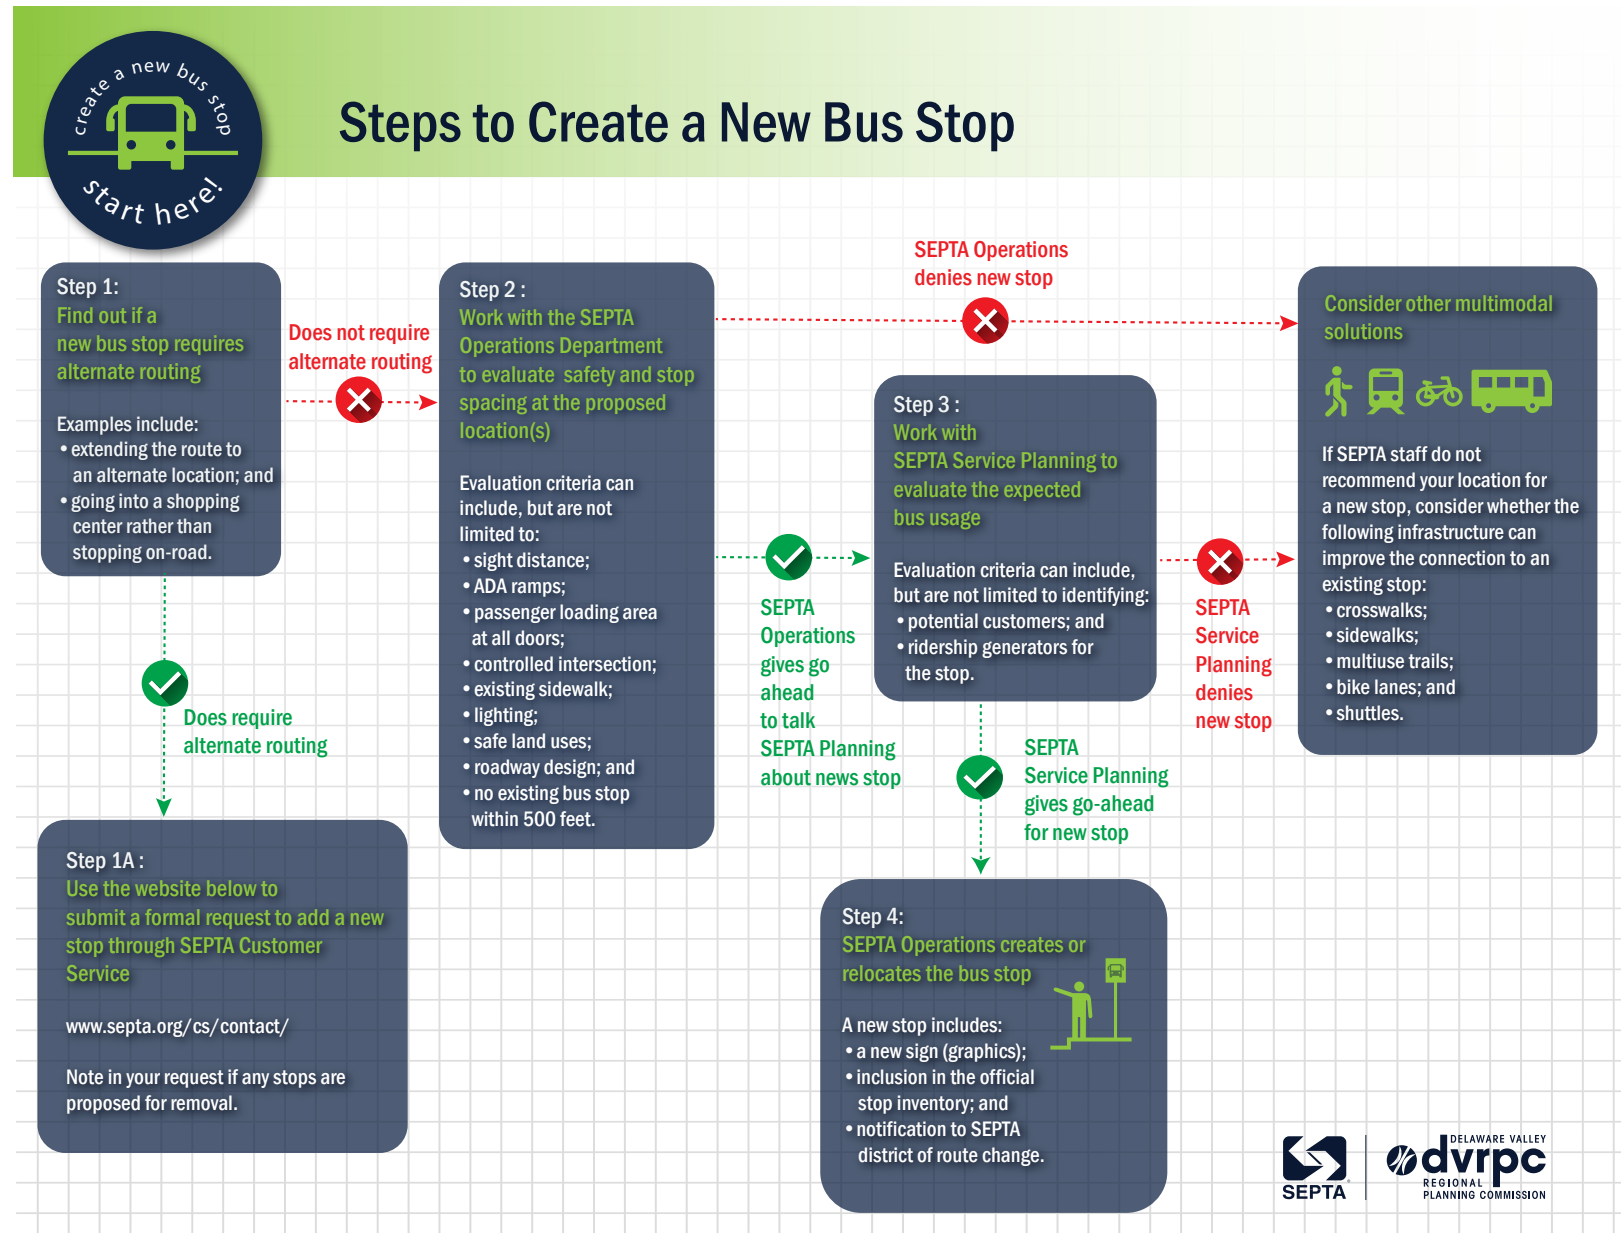 create a new bus stop
start here!
Steps to Create a New Bus Stop
Step 1:
Find out if a
new bus stop requires
alternate routing
Examples include:
• extending the route to
an alternate location; and
• going into a shopping
center rather than
stopping on-road.
Does not require
alternate routing
Does require
alternate routing
Step 1A :
Use the website below to
submit a formal request to add a new
stop through SEPTA Customer
Service
www.septa.org/cs/contact/
Note in your request if any stops are
proposed for removal.
Step 2 :
Work with the SEPTA
Operations Department
to evaluate safety and stop
spacing at the proposed
location(s)
Evaluation criteria can
include, but are not
limited to:
• sight distance;
• ADA ramps;
• passenger loading area
at all doors;
• controlled intersection;
• existing sidewalk;
• lighting;
• safe land uses;
• roadway design; and
• no existing bus stop
within 500 feet.
SEPTA Operations
denies new stop
SEPTA
Operations
gives go
ahead
to talk
SEPTA Planning
about news stop
Step 3 :
Work with
SEPTA Service Planning to
evaluate the expected
bus usage
Evaluation criteria can include,
but are not limited to identifying:
• potential customers; and
• ridership generators for
the stop.
SEPTA
Service
Planning
denies
new stop
SEPTA
Service Planning
gives go-ahead
for new stop
Step 4:
SEPTA Operations creates or
relocates the bus stop
A new stop includes:
• a new sign (graphics);
• inclusion in the official
stop inventory; and
• notification to SEPTA
district of route change.
Consider other multimodal
solutions
If SEPTA staff do not
recommend your location for
a new stop, consider whether the
following infrastructure can
improve the connection to an
existing stop:
• crosswalks;
• sidewalks;
• multiuse trails;
• bike lanes; and
• shuttles.
SEPTA
DELAWARE VALLEY
dvrpc
REGIONAL
PLANNING COMMISSION